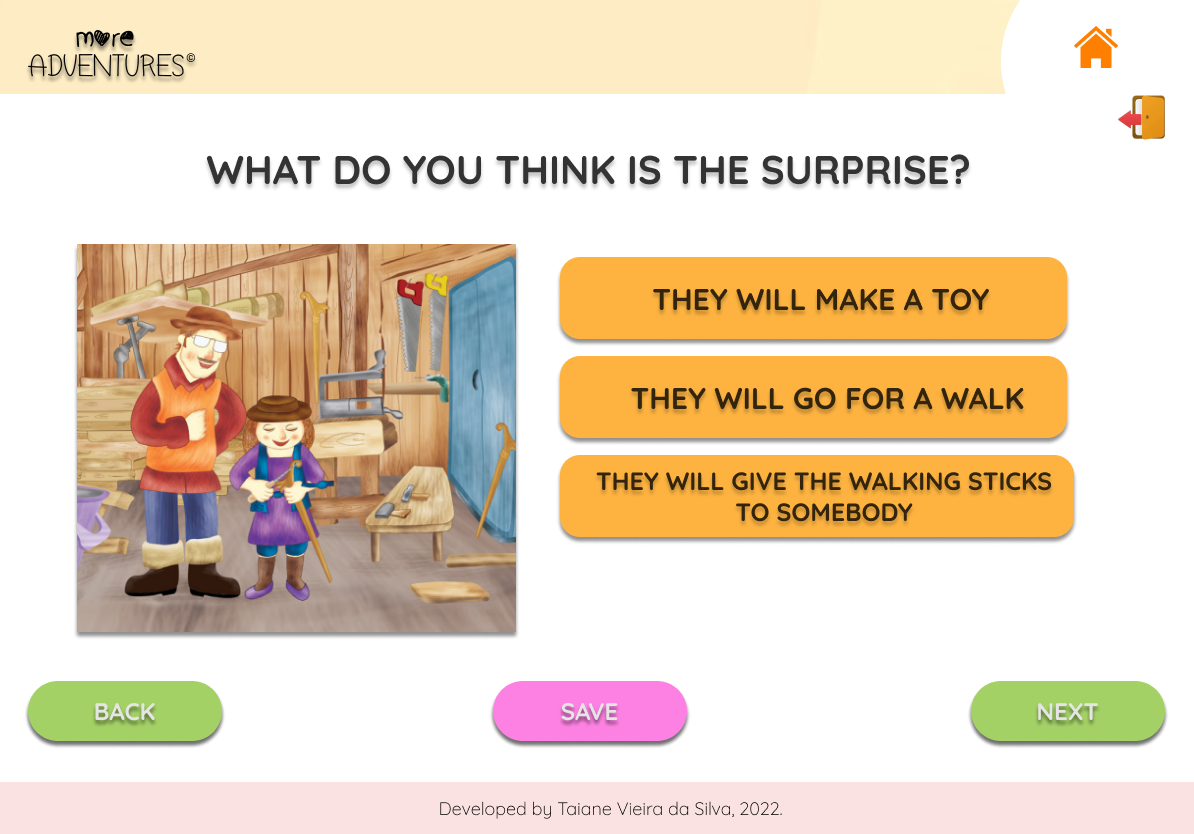 more
ADVENTURES©
WHAT DO YOU THINK IS THE SURPRISE?
THEY WILL MAKE A TOY
THEY WILL GO FOR A WALK
THEY WILL GIVE THE WALKING STICKS
TO SOMEBODY
BACK
SAVE
NEXT
Developed by Taiane Vieira da Silva, 2022.